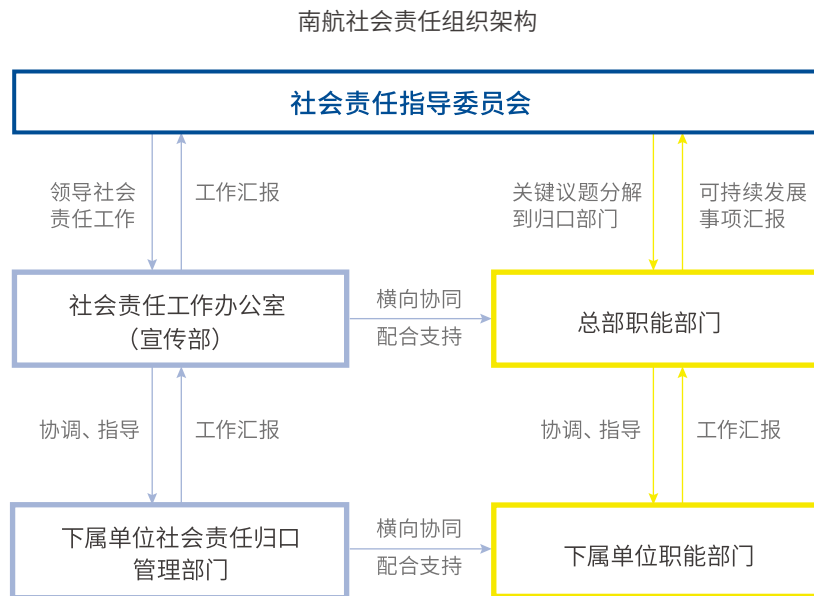 南航社会责任组织架构
社会责任指导委员会
领导社会
责任工作
工作汇报
关键议题分解
到归口部门
可持续发展
事项汇报
社会责任工作办公室
（宣传部）
横向协同
配合支持
总部职能部门
协调、指导
工作汇报
协调、指导
工作汇报
下属单位社会责任归口
管理部门
横向协同
配合支持
下属单位职能部门